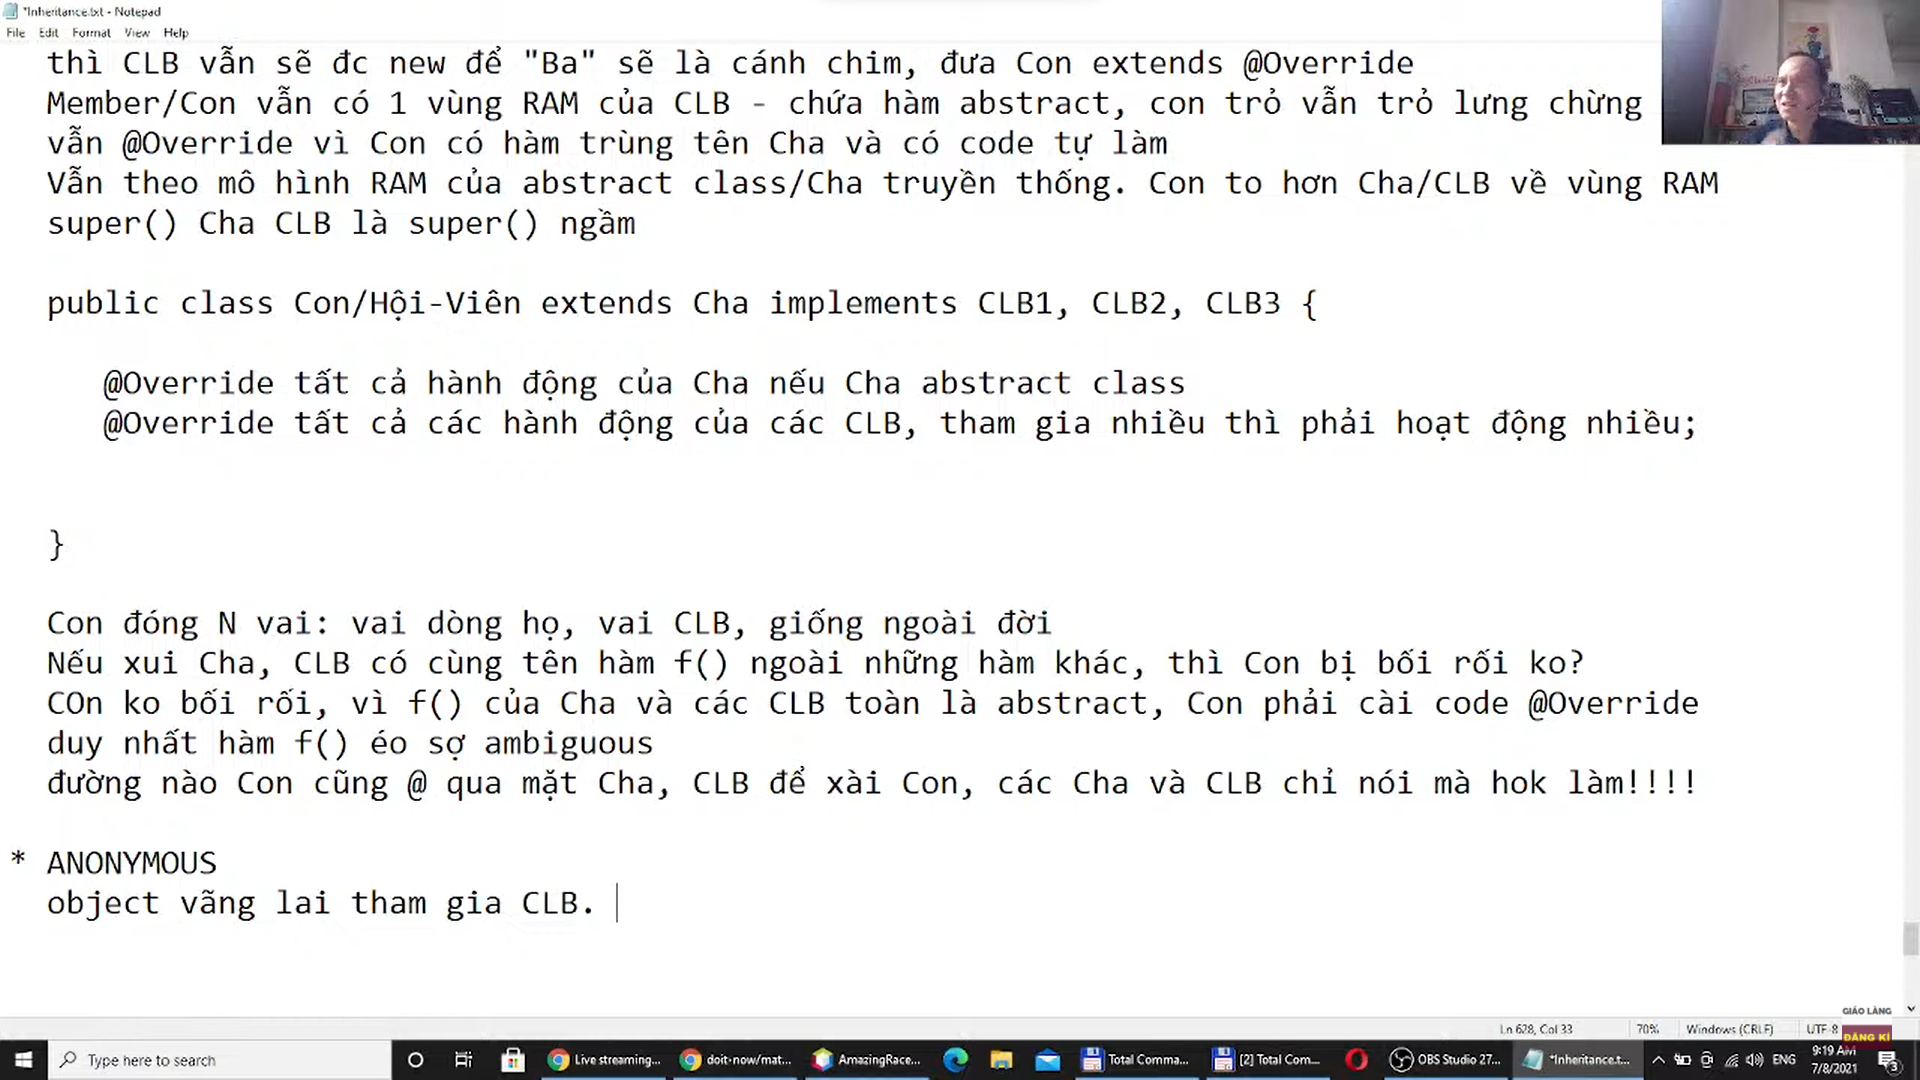 *Inheritance.txt - Notepad
File Edit Format View Help
thì CLB vẫn sẽ đc new để "Ba" sẽ là cánh chim, đưa Con extends @Override
Member/Con vẫn có 1 vùng RAM của CLB - chứa hàm abstract, con trỏ vẫn trỏ lưng chừng
vẫn @Override vì Con có hàm trùng tên Cha và có code tự làm
Vẫn theo mô hình RAM của abstract class/Cha truyền thống. Con to hơn Cha/CLB về vùng RAM
super() Cha CLB là super() ngầm
public class Con/Hội-Viên extends Cha implements CLB1, CLB2, CLB3 {
@Override tất cả hành động của Cha nếu Cha abstract class
@Override tất cả các hành động của các CLB, tham gia nhiều thì phải hoạt động nhiều;
}
Con đóng N vai: vai dòng họ, vai CLB, giống ngoài đời
Nếu xui Cha, CLB có cùng tên hàm f() ngoài những hàm khác, thì Con bị bối rối ko?
COn ko bối rối, vì f() của Cha và các CLB toàn là abstract, Con phải cài code @Override
duy nhất hàm f() éo sợ ambiguous
đường nào Con cũng @ qua mặt Cha, CLB để xài Con, các Cha và CLB chỉ nói mà hok làm!!!!
* ANONYMOUS
object vãng lai tham gia CLB.
GIÁO LÀNG
Ln 628, Col 33 70% Windows (CRLF) UTF-8
ĐĂNG KÍ
Type here to search
Live streaming... doit-now/mat... AmazingRace... Total Comma... [2] Total Com... OBS Studio 27... *Inheritance.t...
ENG
9:19 AM
7/8/2021
3